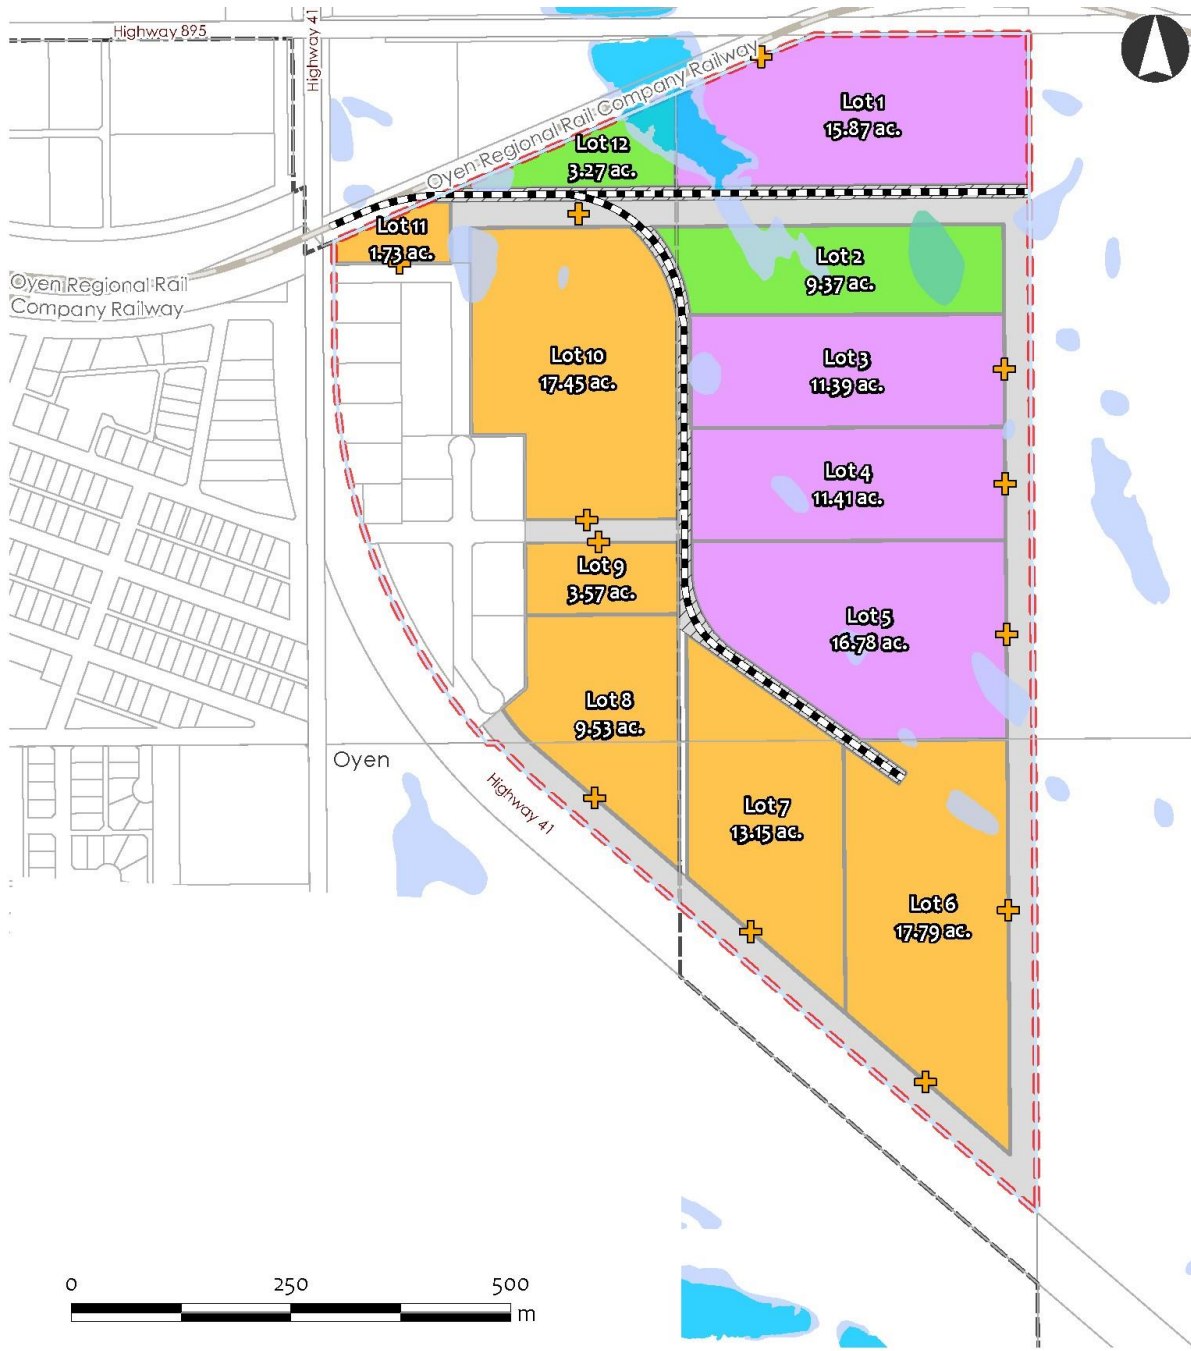 Highway 895
Highway 41
Oyen Regional Rail Company Railway
Lot 1
15.87 ac.
Lot 12
3.27 ac.
Lot 11
1.73 ac.
Lot 2
9.37 ac.
Oyen Regional Rail
Company Railway
Lot 10
17.45 ac.
Lot 3
11.39 ac.
Lot 4
11.41 ac.
Lot 9
3.57 ac.
Lot 5
16.78 ac.
Lot 8
9.53 ac.
Oyen
Highway 41
Lot 7
13.15 ac.
Lot 6
17.79 ac.
0 250 500
m